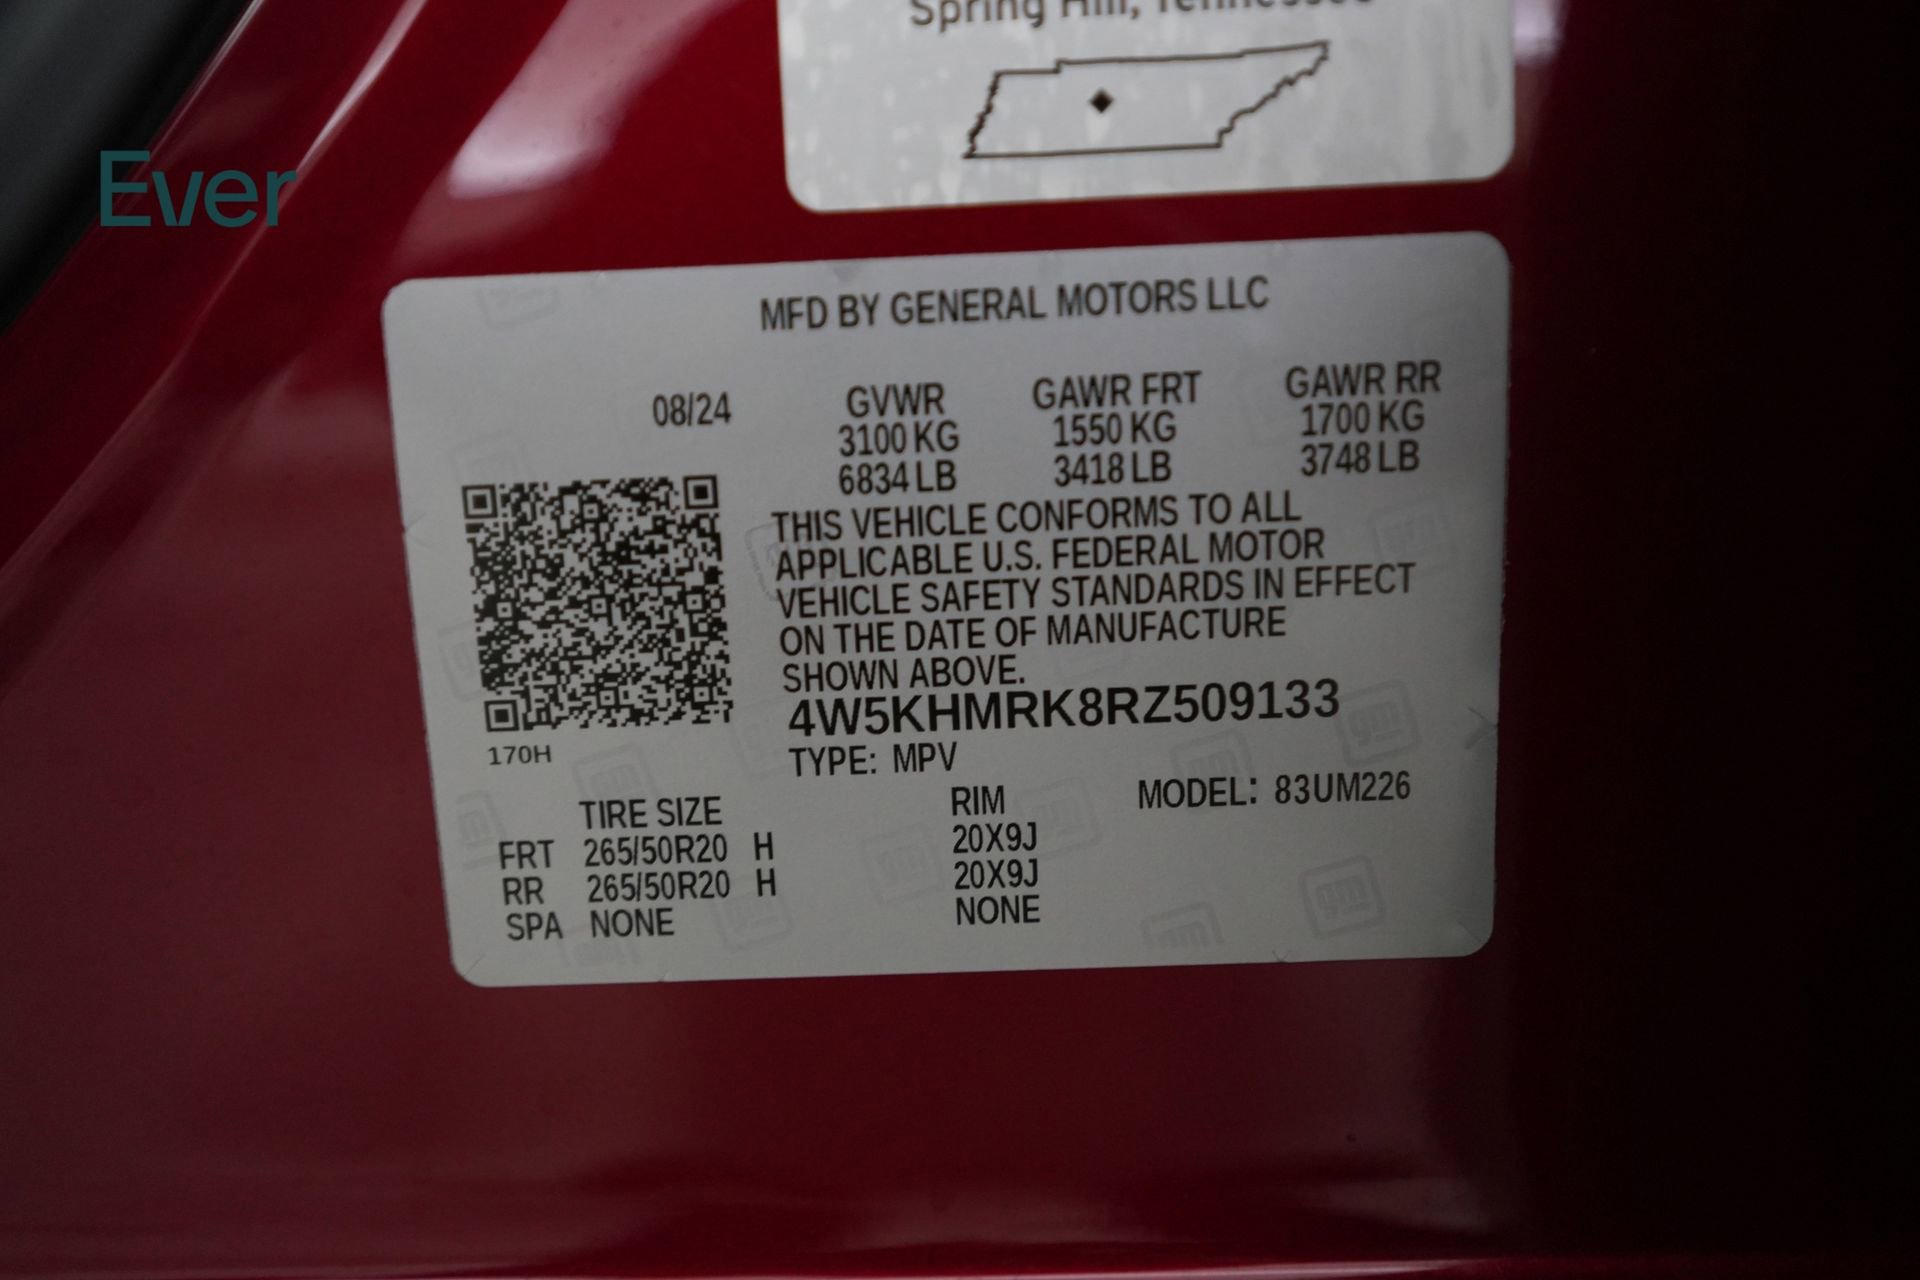 Spring Hill, Tennessee
Ever
MFD BY GENERAL MOTORS LLC
08/24
GVWR GAWR FRT GAWR RR
3100 KG 1550 KG 1700 KG
6834 LB 3418 LB 3748 LB
THIS VEHICLE CONFORMS TO ALL
APPLICABLE U.S. FEDERAL MOTOR
VEHICLE SAFETY STANDARDS IN EFFECT
ON THE DATE OF MANUFACTURE
SHOWN ABOVE.
4W5KHMRK8RZ509133
170H
TYPE: MPV
TIRE SIZE RIM MODEL: 83UM226
FRT 265/50R20 H 20X9J
RR 265/50R20 H 20X9J
SPA NONE NONE